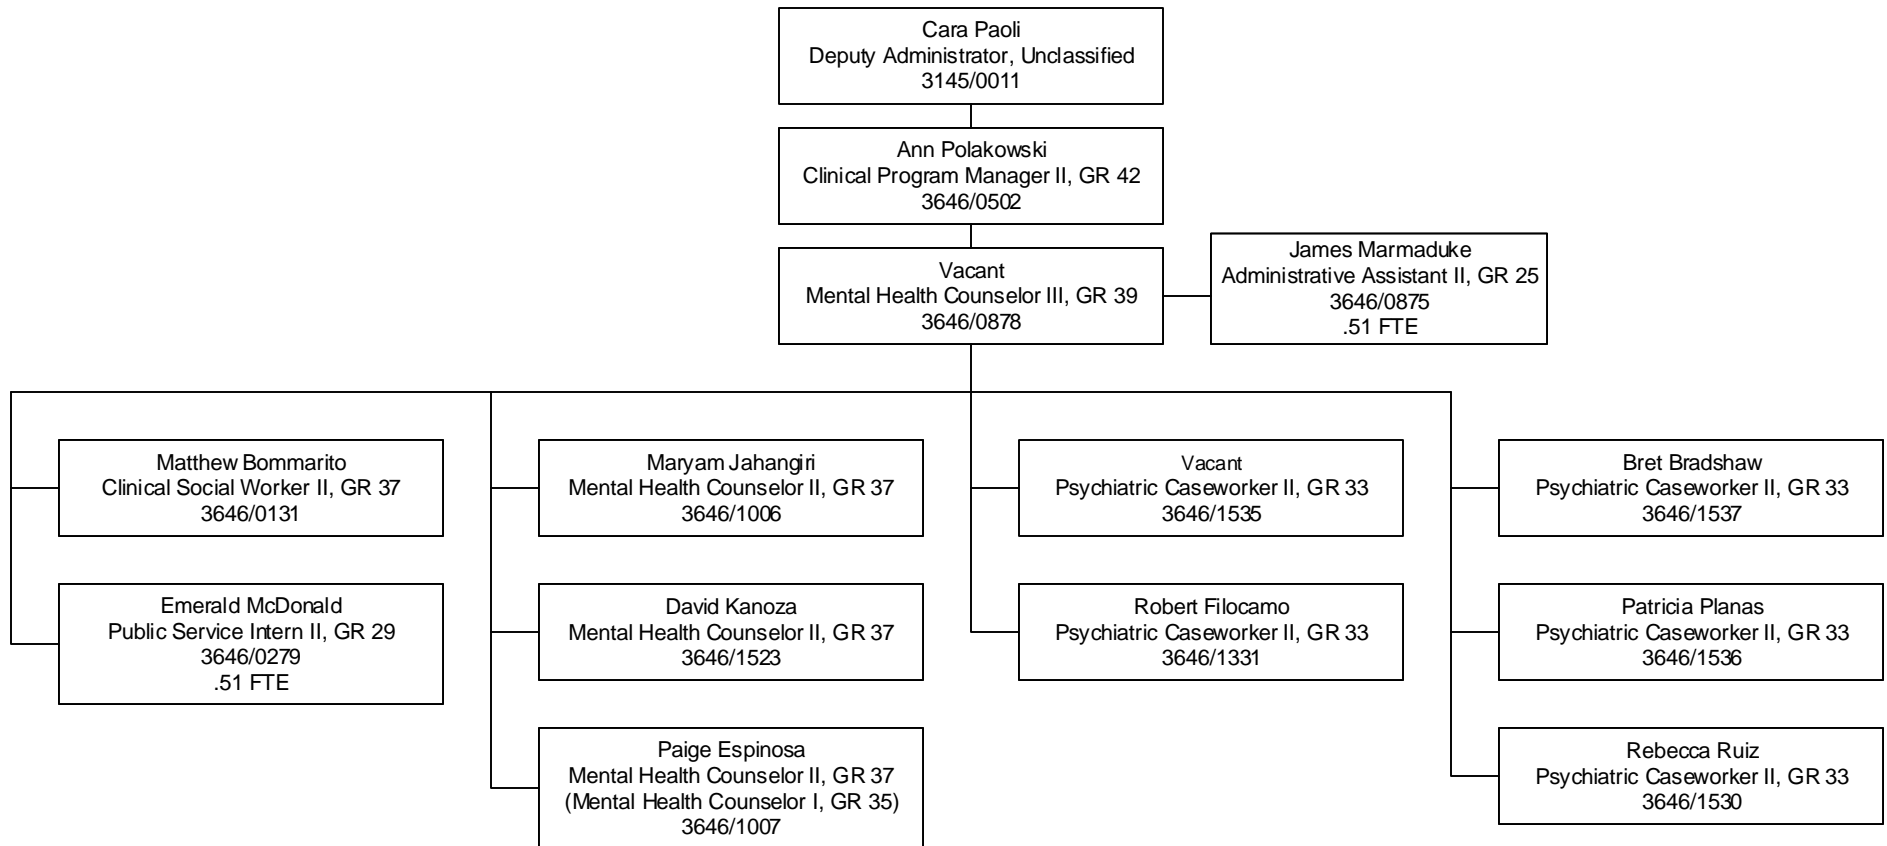 Cara Paoli
Deputy Administrator, Unclassified
3145/0011
Ann Polakowski
Clinical Program Manager II, GR 42
3646/0502
Vacant
Mental Health Counselor III, GR 39
3646/0878
James Marmaduke
Administrative Assistant II, GR 25
3646/0875
.51 FTE
Matthew Bommarito
Clinical Social Worker II, GR 37
3646/0131
Emerald McDonald
Public Service Intern II, GR 29
3646/0279
.51 FTE
Maryam Jahangiri
Mental Health Counselor II, GR 37
3646/1006
David Kanoza
Mental Health Counselor II, GR 37
3646/1523
Paige Espinosa
Mental Health Counselor II, GR 37
(Mental Health Counselor I, GR 35)
3646/1007
Vacant
Psychiatric Caseworker II, GR 33
3646/1535
Robert Filocamo
Psychiatric Caseworker II, GR 33
3646/1331
Bret Bradshaw
Psychiatric Caseworker II, GR 33
3646/1537
Patricia Planas
Psychiatric Caseworker II, GR 33
3646/1536
Rebecca Ruiz
Psychiatric Caseworker II, GR 33
3646/1530